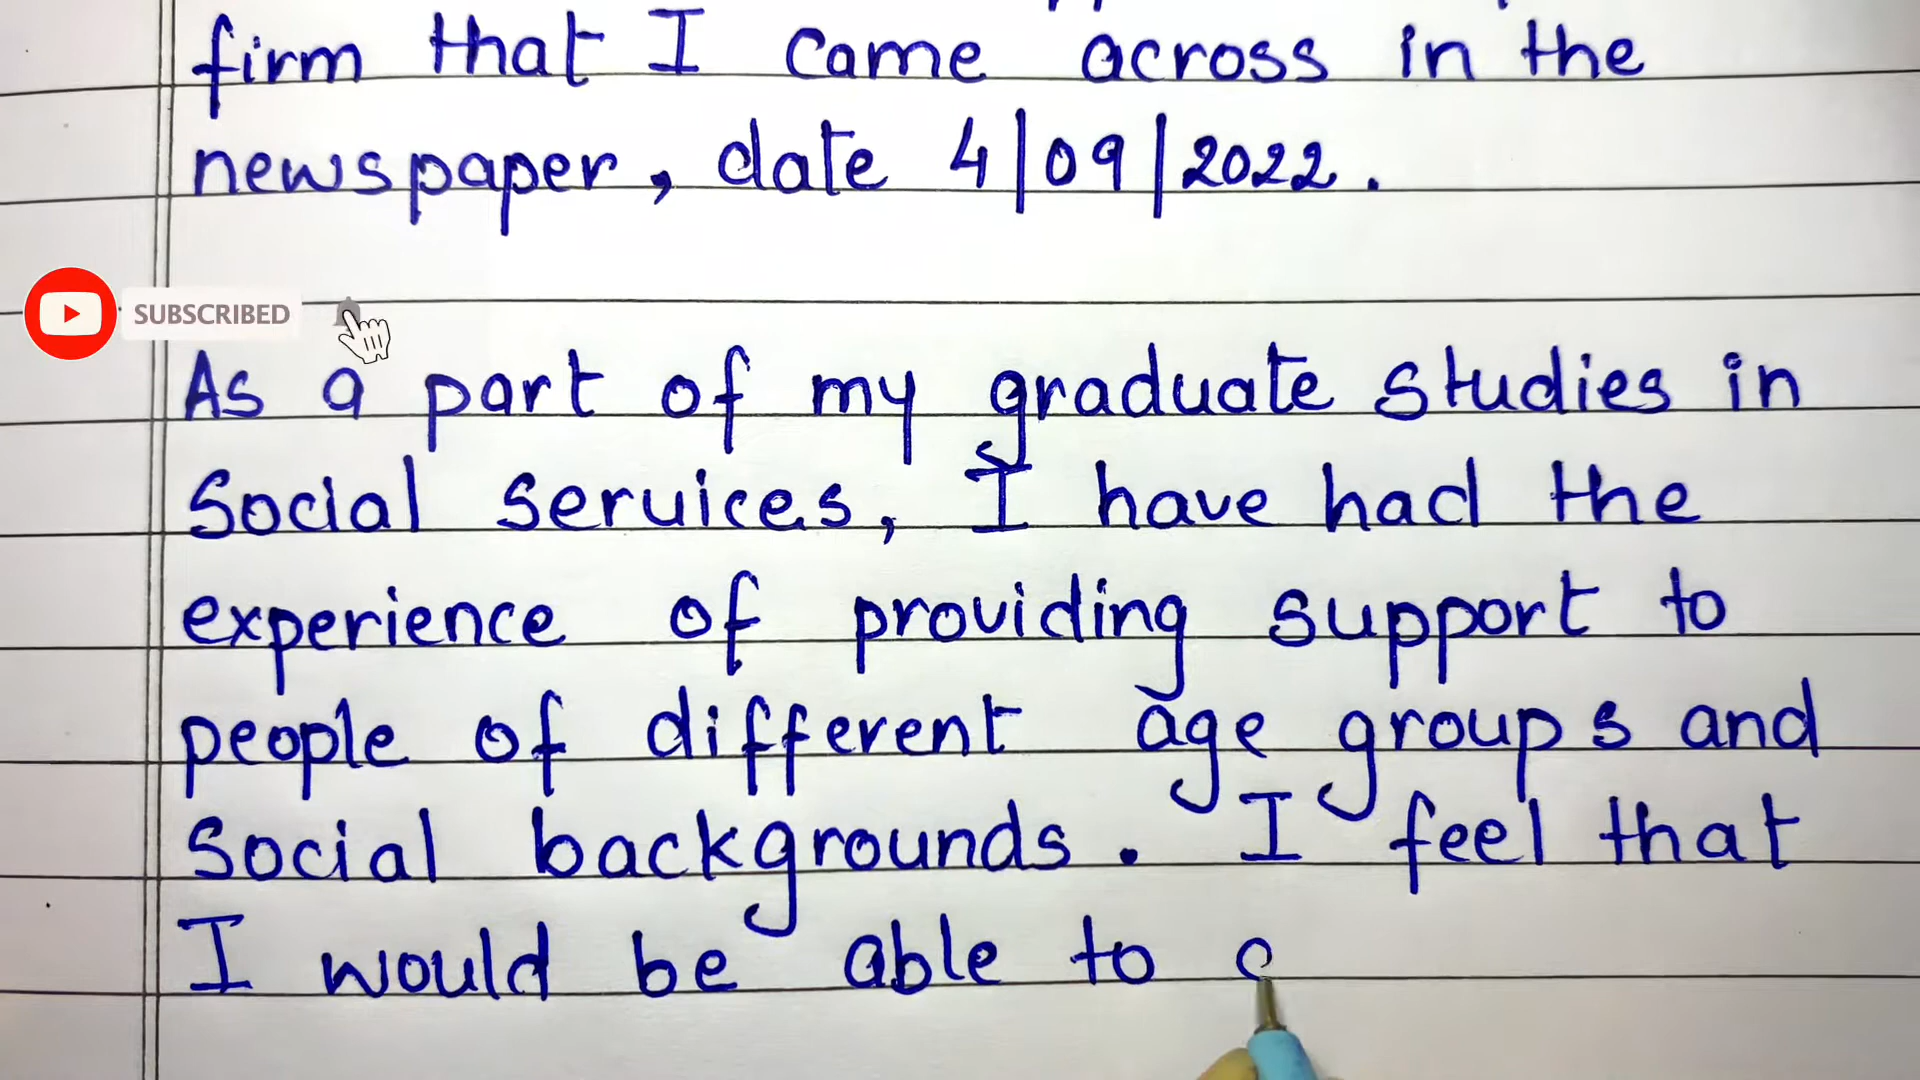 firm that I came across in the
newspaper, date 4/09/2022.
SUBSCRIBED
As a part of my graduate studies in
Social services, I have had the
experience of providing support to
people of different age groups and
Social backgrounds. I feel that
I would be able to